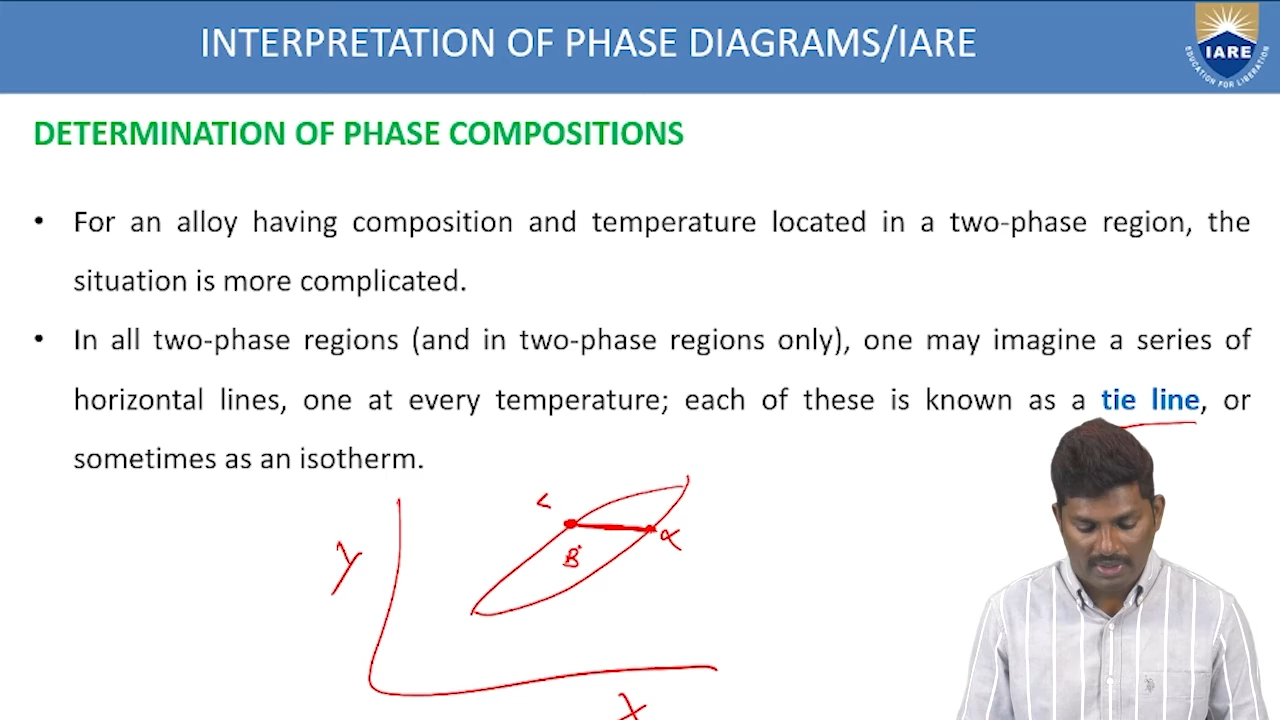 INTERPRETATION OF PHASE DIAGRAMS/IARE
IARE
EDUCATION FOR LIBERATION
DETERMINATION OF PHASE COMPOSITIONS
• For an alloy having composition and temperature located in a two-phase region, the
situation is more complicated.
• In all two-phase regions (and in two-phase regions only), one may imagine a series of
horizontal lines, one at every temperature; each of these is known as a tie line, or
sometimes as an isotherm.
L
α
B
y
x